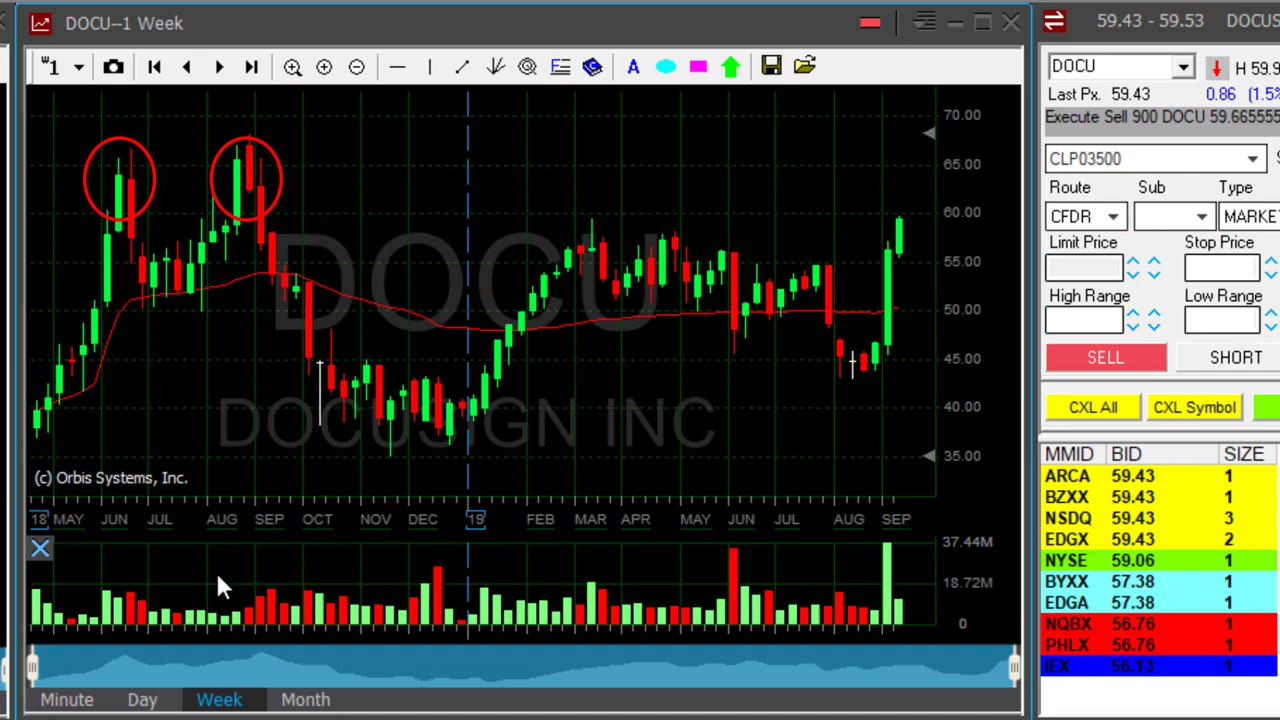 DOCU--1 Week
59.43 - 59.53 DOCUS
W1
A
DOCU
H 59.9
Last Px. 59.43 0.86 (1.5%
Execute Sell 900 DOCU 59.665555
CLP03500
Route Sub Type
CFDR MARKE
Limit Price Stop Price
High Range Low Range
SELL SHORT
CXL All CXL Symbol
MMID BID SIZE
ARCA 59.43 1
BZXX 59.43 1
NSDQ 59.43 3
EDGX 59.43 2
NYSE 59.06 1
BYXX 57.38 1
EDGA 57.38 1
NQBX 56.76 1
PHLX 56.76 1
IEX 56.13 1
70.00
65.00
60.00
55.00
50.00
45.00
40.00
35.00
DOCU
DOCUSIGN INC
(c) Orbis Systems, Inc.
18 MAY JUN JUL AUG SEP OCT NOV DEC 19 FEB MAR APR MAY JUN JUL AUG SEP
37.44M
18.72M
0
Minute Day Week Month